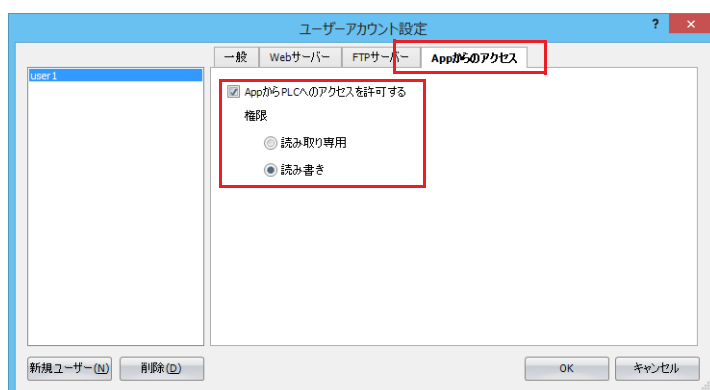 ユーザーアカウント設定
? ×
一般 Webサーバー FTPサーバー Appからのアクセス
user1
AppからPLCへのアクセスを許可する
権限
読み取り専用
読み書き
新規ユーザー(N) 削除(D) OK キャンセル